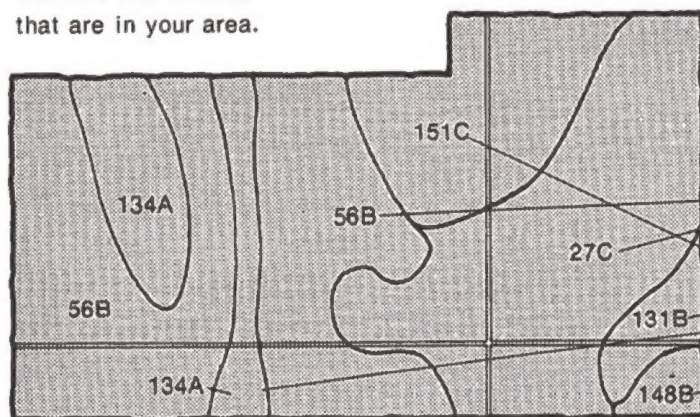 that are in your area.
151C
134A
56B
27C
56B
131B
134A
148B